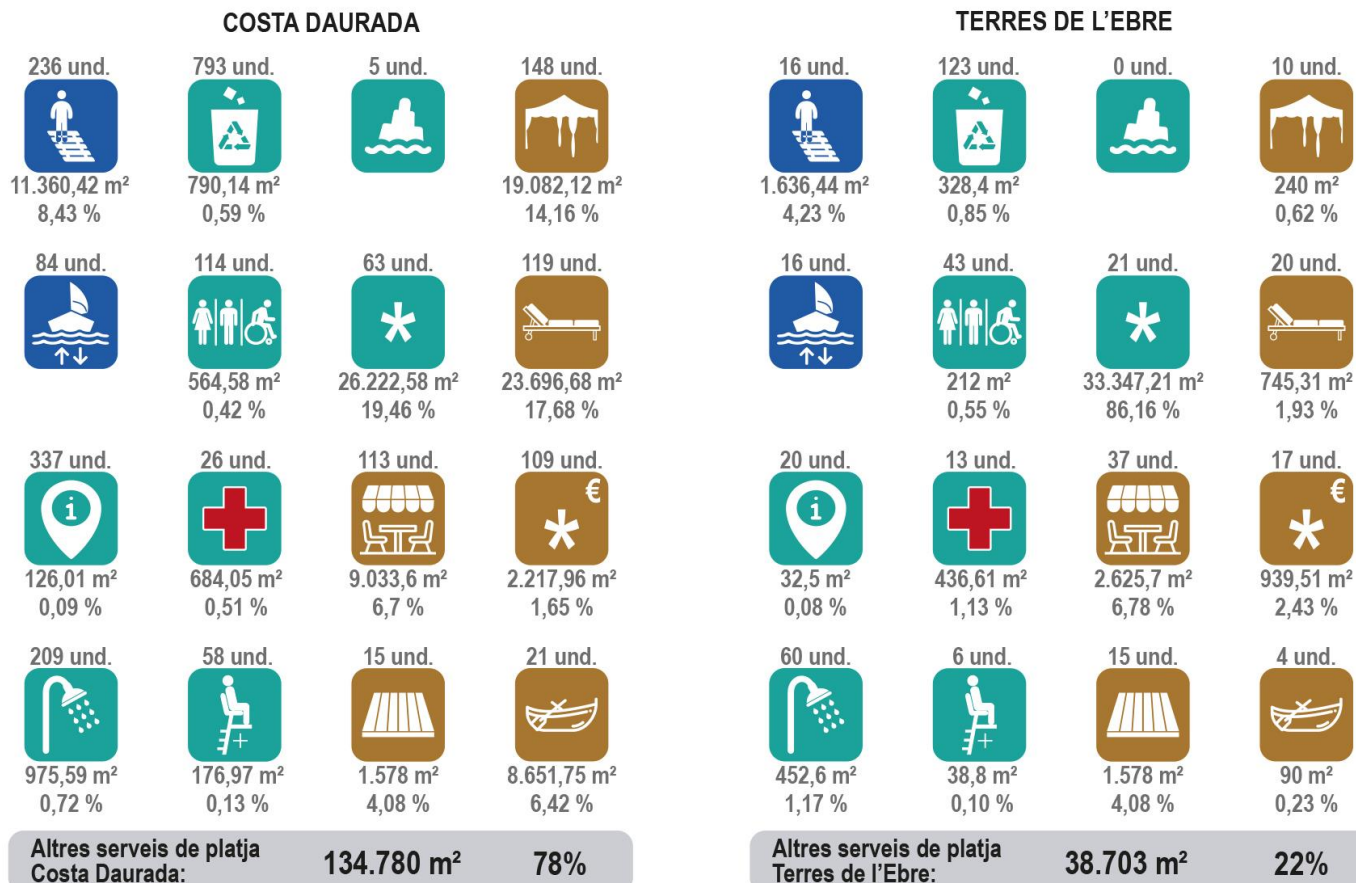 COSTA DAURADA
236 und. 793 und. 5 und. 148 und.
11.360,42 m² 790,14 m² 19.082,12 m²
8,43 % 0,59 % 14,16 %
84 und. 114 und. 63 und. 119 und.
564,58 m² 26.222,58 m² 23.696,68 m²
0,42 % 19,46 % 17,68 %
337 und. 26 und. 113 und. 109 und.
i €
126,01 m² 684,05 m² 9.033,6 m² 2.217,96 m²
0,09 % 0,51 % 6,7 % 1,65 %
209 und. 58 und. 15 und. 21 und.
975,59 m² 176,97 m² 1.578 m² 8.651,75 m²
0,72 % 0,13 % 4,08 % 6,42 %
Altres serveis de platja
Costa Daurada: 134.780 m² 78%
TERRES DE L'EBRE
16 und. 123 und. 0 und. 10 und.
1.636,44 m² 328,4 m² 240 m²
4,23 % 0,85 % 0,62 %
16 und. 43 und. 21 und. 20 und.
212 m² 33.347,21 m² 745,31 m²
0,55 % 86,16 % 1,93 %
20 und. 13 und. 37 und. 17 und.
i €
32,5 m² 436,61 m² 2.625,7 m² 939,51 m²
0,08 % 1,13 % 6,78 % 2,43 %
60 und. 6 und. 15 und. 4 und.
452,6 m² 38,8 m² 1.578 m² 90 m²
1,17 % 0,10 % 4,08 % 0,23 %
Altres serveis de platja
Terres de l'Ebre: 38.703 m² 22%